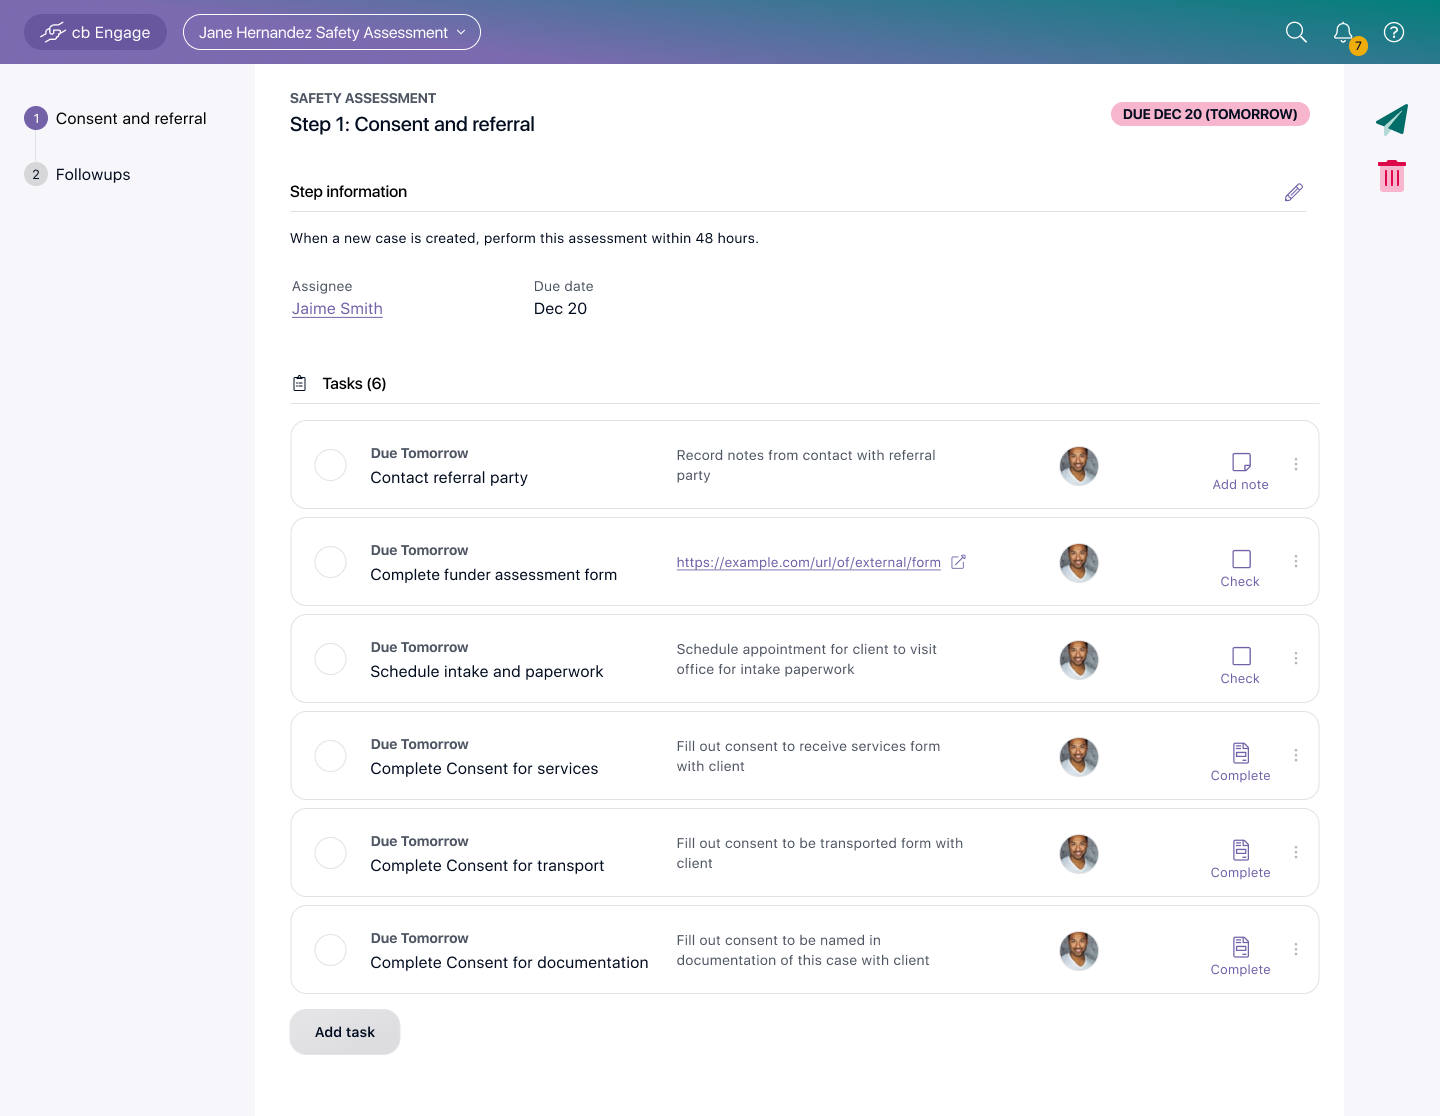 cb Engage
Jane Hernandez Safety Assessment
7
?
1
Consent and referral
2
Followups
SAFETY ASSESSMENT
Step 1: Consent and referral
DUE DEC 20 (TOMORROW)
Step information
When a new case is created, perform this assessment within 48 hours.
Assignee
Jaime Smith
Due date
Dec 20
Tasks (6)
Due Tomorrow
Contact referral party
Record notes from contact with referral
party
Add note
Due Tomorrow
Complete funder assessment form
https://example.com/url/of/external/form
Check
Due Tomorrow
Schedule intake and paperwork
Schedule appointment for client to visit
office for intake paperwork
Check
Due Tomorrow
Complete Consent for services
Fill out consent to receive services form
with client
Complete
Due Tomorrow
Complete Consent for transport
Fill out consent to be transported form with
client
Complete
Due Tomorrow
Complete Consent for documentation
Fill out consent to be named in
documentation of this case with client
Complete
Add task